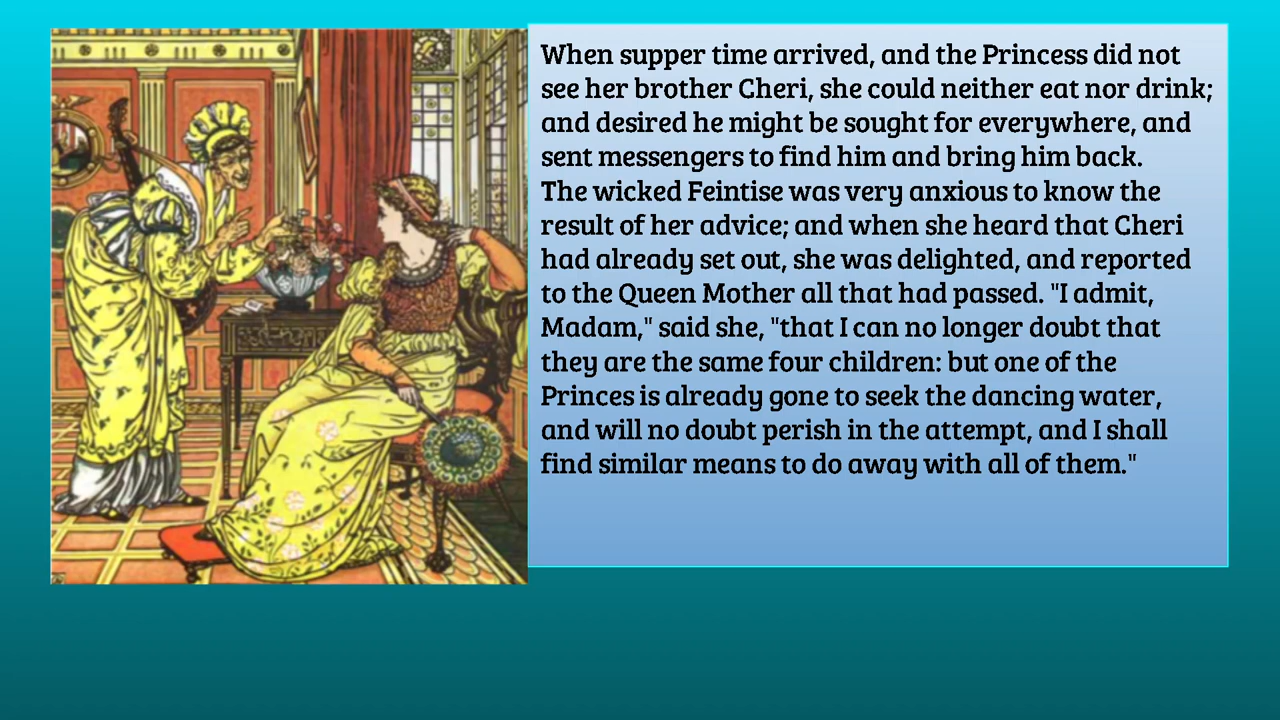 When supper time arrived, and the Princess did not
see her brother Cheri, she could neither eat nor drink;
and desired he might be sought for everywhere, and
sent messengers to find him and bring him back.
The wicked Feintise was very anxious to know the
result of her advice; and when she heard that Cheri
had already set out, she was delighted, and reported
to the Queen Mother all that had passed. "I admit,
Madam," said she, "that I can no longer doubt that
they are the same four children: but one of the
Princes is already gone to seek the dancing water,
and will no doubt perish in the attempt, and I shall
find similar means to do away with all of them."